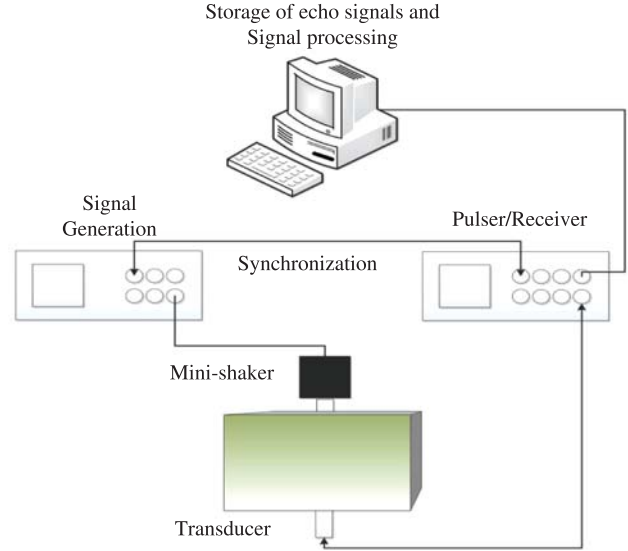 Storage of echo signals and
Signal processing
Signal
Generation
Pulser/Receiver
Synchronization
Mini-shaker
Transducer